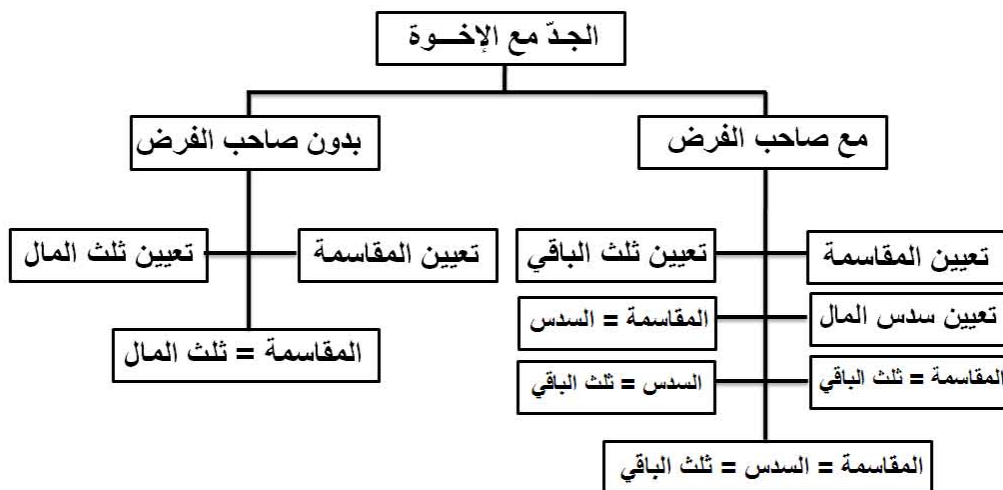 الجدّ مع الإخـــوة
مع صاحب الفرض
بدون صاحب الفرض
تعيين المقاسمة
تعيين ثلث الباقي
تعيين سدس المال
المقاسمة = السدس
المقاسمة = ثلث الباقي
السدس = ثلث الباقي
المقاسمة = السدس = ثلث الباقي
تعيين المقاسمة
تعيين ثلث المال
المقاسمة = ثلث المال